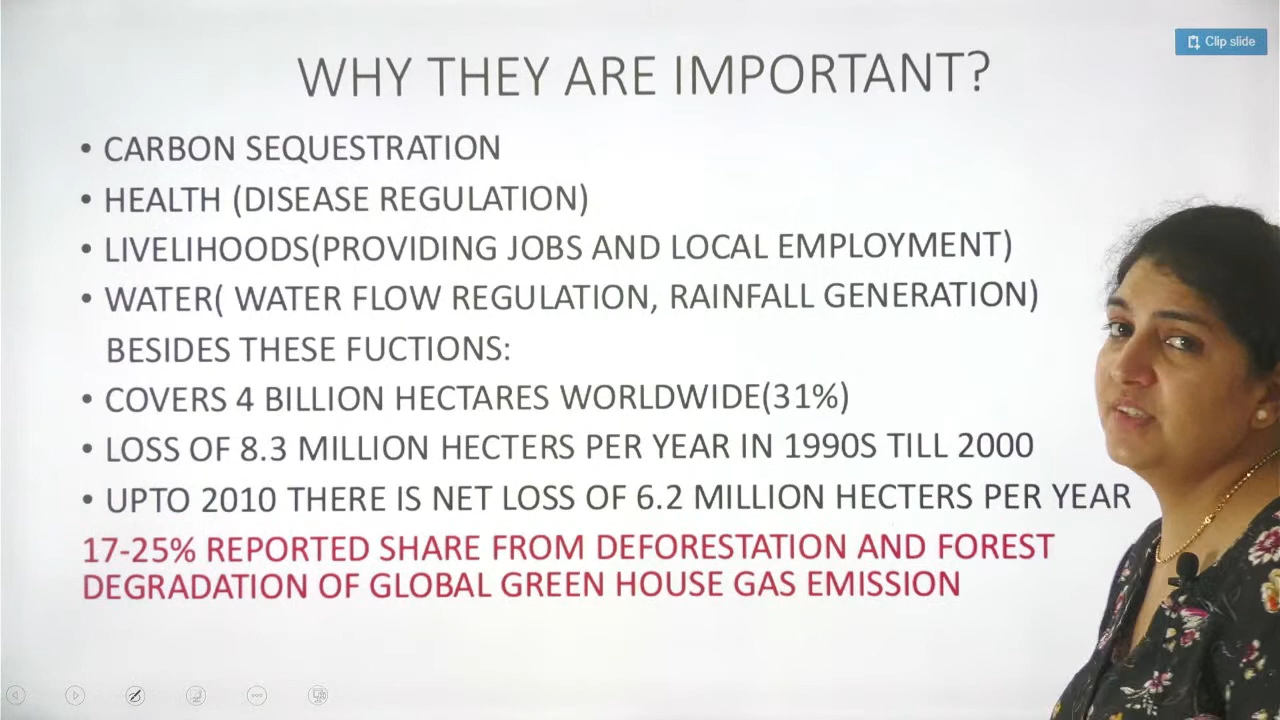 Clip slide
WHY THEY ARE IMPORTANT?
• CARBON SEQUESTRATION
• HEALTH (DISEASE REGULATION)
• LIVELIHOODS(PROVIDING JOBS AND LOCAL EMPLOYMENT)
• WATER( WATER FLOW REGULATION, RAINFALL GENERATION)
BESIDES THESE FUCTIONS:
• COVERS 4 BILLION HECTARES WORLDWIDE(31%)
• LOSS OF 8.3 MILLION HECTERS PER YEAR IN 1990S TILL 2000
• UPTO 2010 THERE IS NET LOSS OF 6.2 MILLION HECTERS PER YEAR
17-25% REPORTED SHARE FROM DEFORESTATION AND FOREST
DEGRADATION OF GLOBAL GREEN HOUSE GAS EMISSION